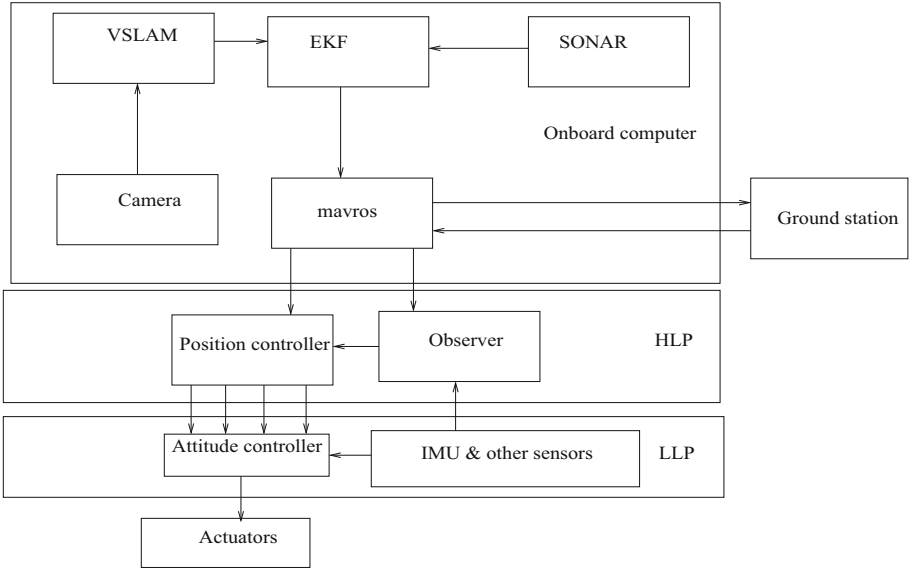 VSLAM
EKF
SONAR
Onboard computer
Camera
mavros
Ground station
Position controller
Observer
HLP
Attitude controller
IMU & other sensors
LLP
Actuators